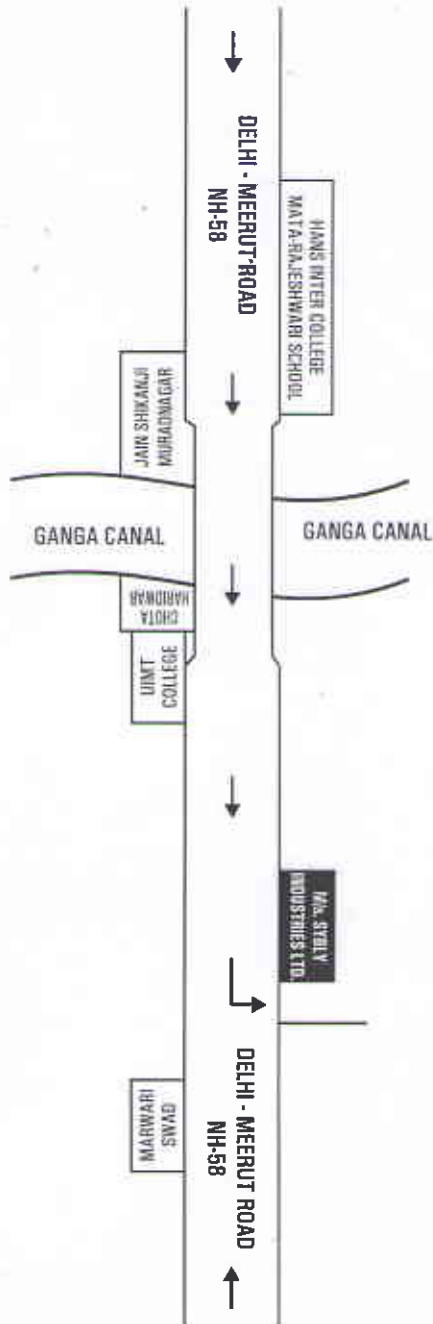 DELHI - MEERUT ROAD
NH-58
HANS INTER COLLEGE
MATA-RAJESHWARI SCHOOL
JAIN SHIKANJI
MURADNAGAR
GANGA CANAL
GANGA CANAL
CHOTA
HARIDWAR
UIMT
COLLEGE
M/s. SYBLY
INDUSTRIES LTD.
MARWARI
SWAD
DELHI - MEERUT ROAD
NH-58